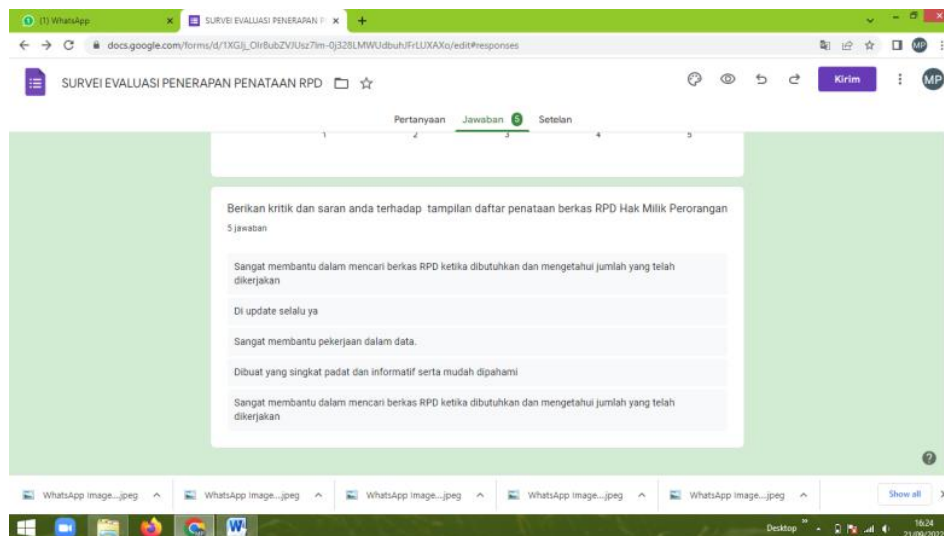 (1) WhatsApp
SURVEI EVALUASI PENERAPAN P
docs.google.com/forms/d/
/edit#responses
SURVEI EVALUASI PENERAPAN PENATAAN RPD
Kirim
MP
Pertanyaan Jawaban 5 Setelan
1 2 3 4 5
Berikan kritik dan saran anda terhadap tampilan daftar penataan berkas RPD Hak Milik Perorangan
5 jawaban
Sangat membantu dalam mencari berkas RPD ketika dibutuhkan dan mengetahui jumlah yang telah
dikerjakan
Di update selalu ya
Sangat membantu pekerjaan dalam data.
Dibuat yang singkat padat dan informatif serta mudah dipahami
Sangat membantu dalam mencari berkas RPD ketika dibutuhkan dan mengetahui jumlah yang telah
dikerjakan
WhatsApp Image....jpeg WhatsApp Image....jpeg WhatsApp Image....jpeg WhatsApp Image....jpeg WhatsApp Image....jpeg Show all
Desktop 16:24